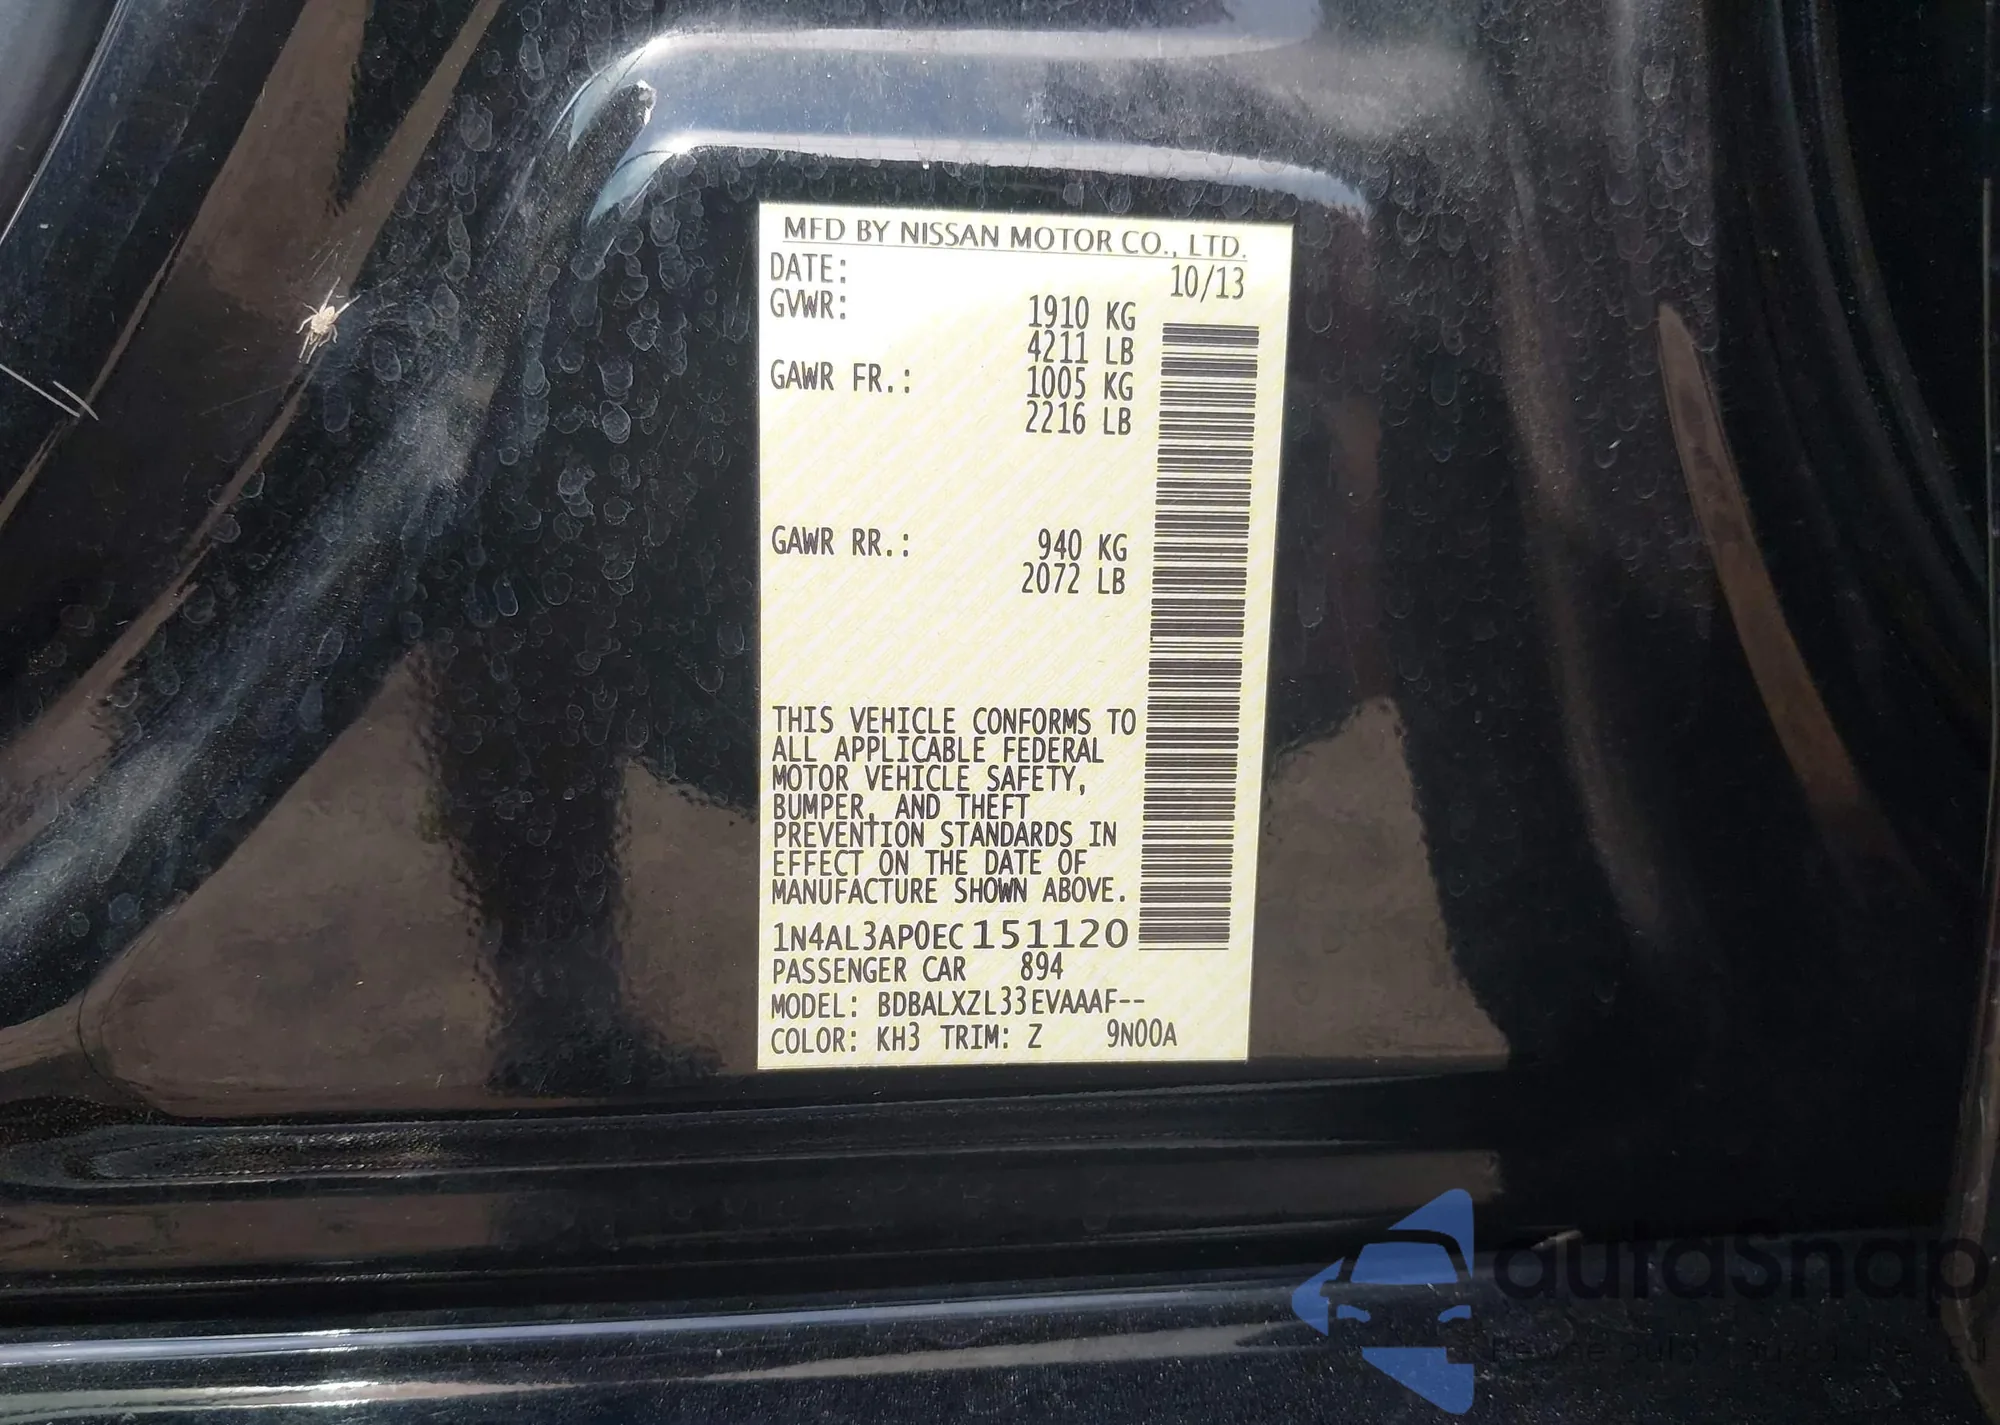 MFD BY NISSAN MOTOR CO., LTD.
DATE: 10/13
GVWR: 1910 KG
4211 LB
GAWR FR.: 1005 KG
2216 LB
GAWR RR.: 940 KG
2072 LB
THIS VEHICLE CONFORMS TO
ALL APPLICABLE FEDERAL
MOTOR VEHICLE SAFETY,
BUMPER, AND THEFT
PREVENTION STANDARDS IN
EFFECT ON THE DATE OF
MANUFACTURE SHOWN ABOVE.
1N4AL3AP0EC151120
PASSENGER CAR 894
MODEL: BDBALXZL33EVAAAF--
COLOR: KH3 TRIM: Z 9N00A
autaSnap